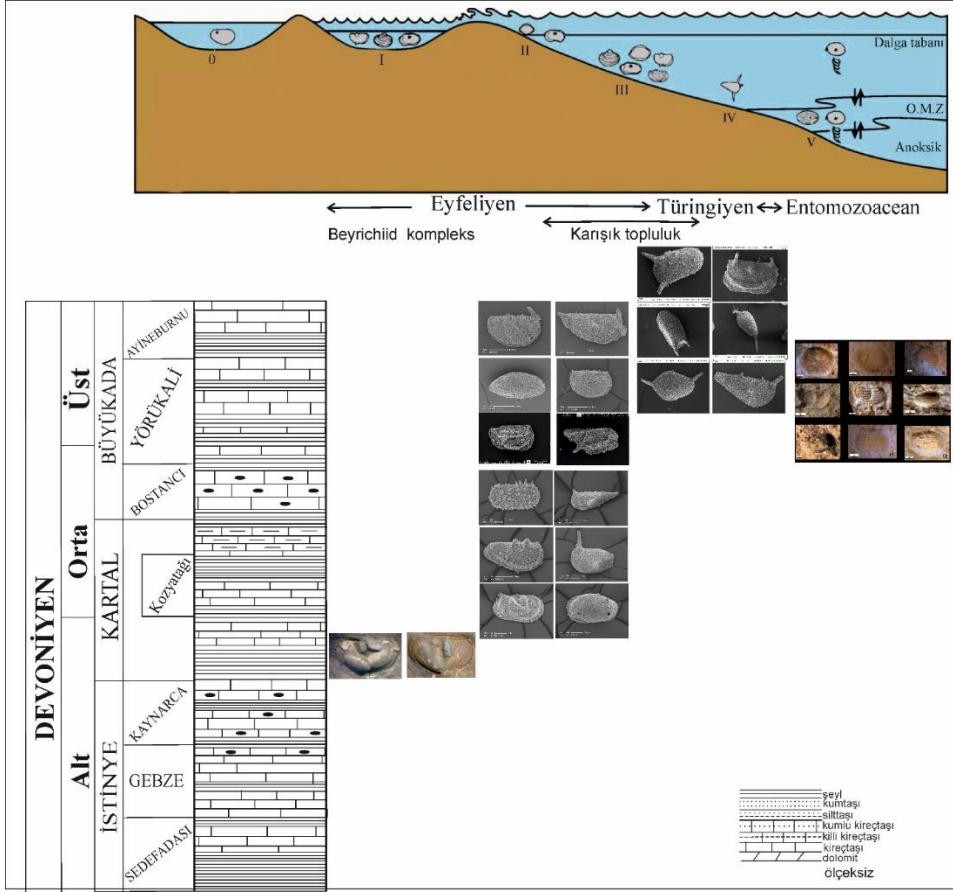 0
I
II
III
IV
V
Dalga tabanı
O.M.Z
Anoksik
Eyfeliyen
Türingiyen
Entomozoacean
Beyrichiid kompleks
Karışık topluluk
DEVONİYEN
Üst
Orta
Alt
BÜYÜKADA
KARTAL
İSTİNYE
AYİNEBURNU
YÖRÜKALİ
BOSTANCI
Kozyatağı
KAYNARCA
GEBZE
SEDEFADASI
şeyl
kumtaşı
silttaşı
kumlu kireçtaşı
killi kireçtaşı
kireçtaşı
dolomit
ölçeksiz